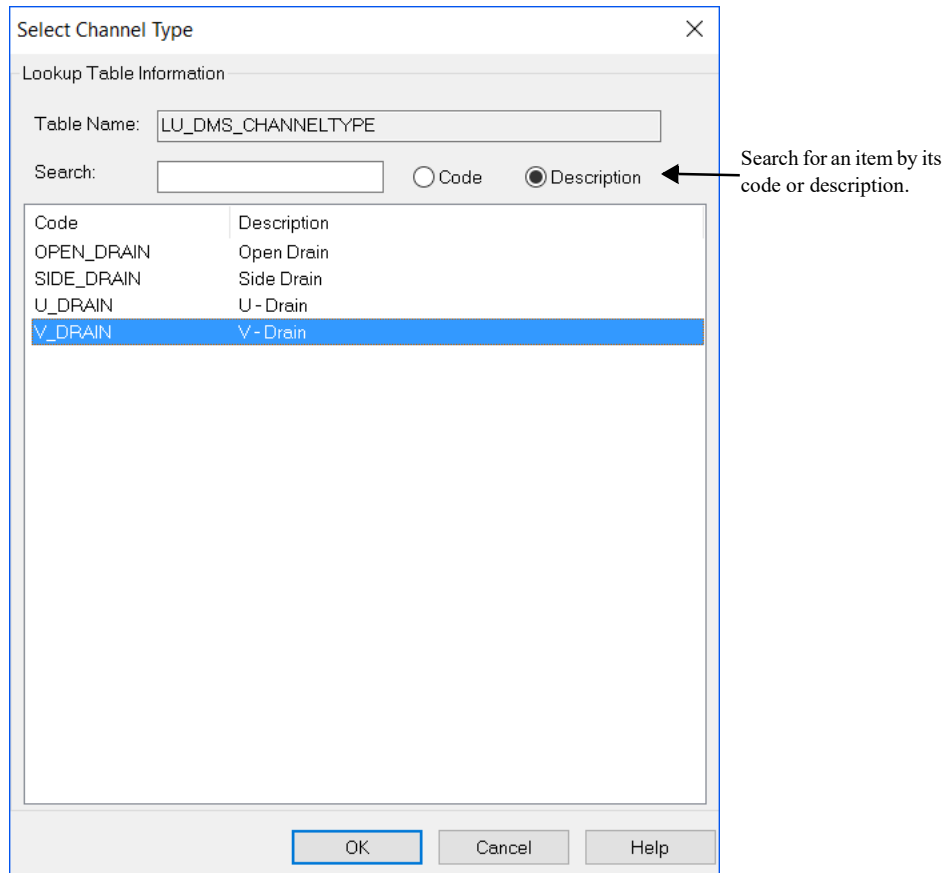 Select Channel Type
Lookup Table Information
Table Name: LU_DMS_CHANNELTYPE
Search: Code Description
Search for an item by its
code or description.
Code Description
OPEN_DRAIN Open Drain
SIDE_DRAIN Side Drain
U_DRAIN U - Drain
V_DRAIN V - Drain
OK Cancel Help